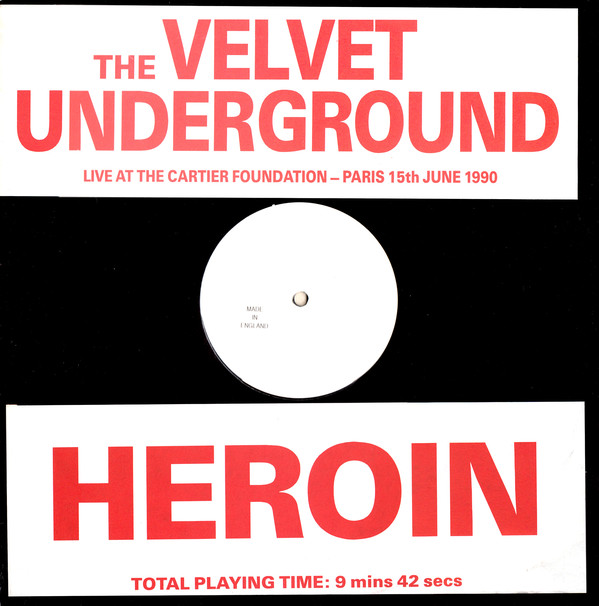 THE VELVET
UNDERGROUND
LIVE AT THE CARTIER FOUNDATION – PARIS 15th JUNE 1990
MADE
IN
ENGLAND
HEROIN
TOTAL PLAYING TIME: 9 mins 42 secs